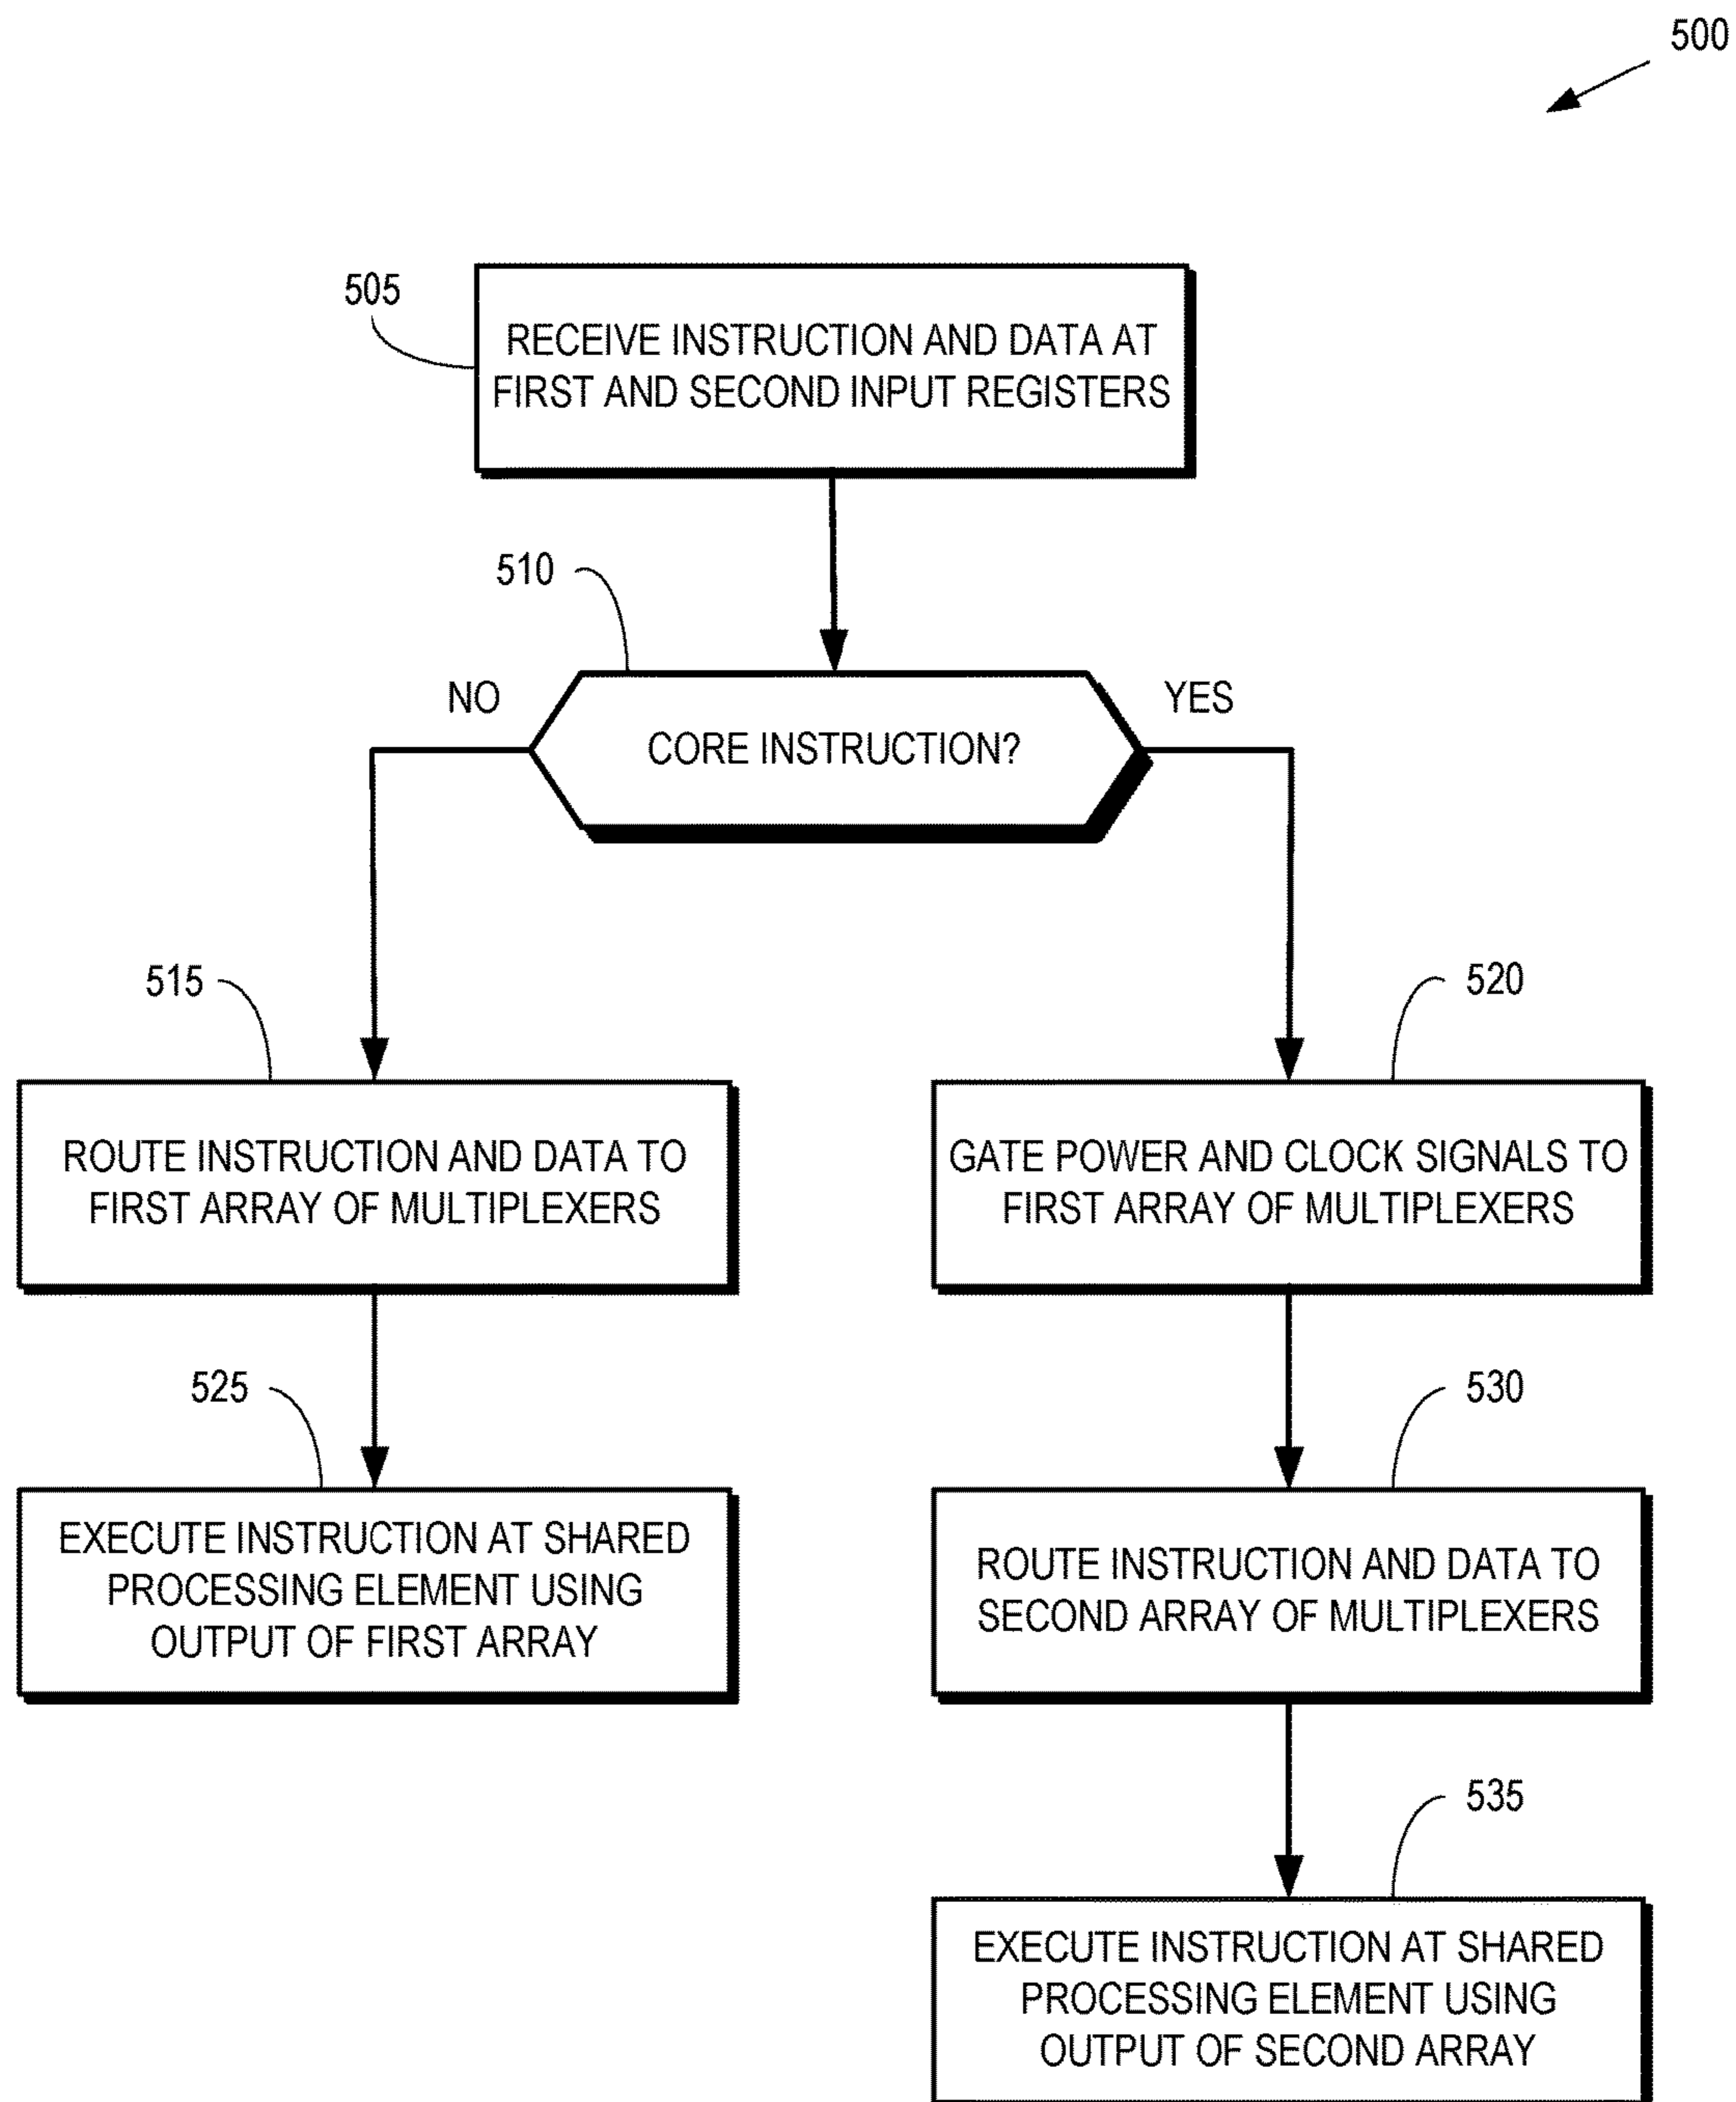 500
505
RECEIVE INSTRUCTION AND DATA AT
FIRST AND SECOND INPUT REGISTERS
510
NO
YES
CORE INSTRUCTION?
515
520
ROUTE INSTRUCTION AND DATA TO
FIRST ARRAY OF MULTIPLEXERS
GATE POWER AND CLOCK SIGNALS TO
FIRST ARRAY OF MULTIPLEXERS
525
530
EXECUTE INSTRUCTION AT SHARED
PROCESSING ELEMENT USING
OUTPUT OF FIRST ARRAY
ROUTE INSTRUCTION AND DATA TO
SECOND ARRAY OF MULTIPLEXERS
535
EXECUTE INSTRUCTION AT SHARED
PROCESSING ELEMENT USING
OUTPUT OF SECOND ARRAY